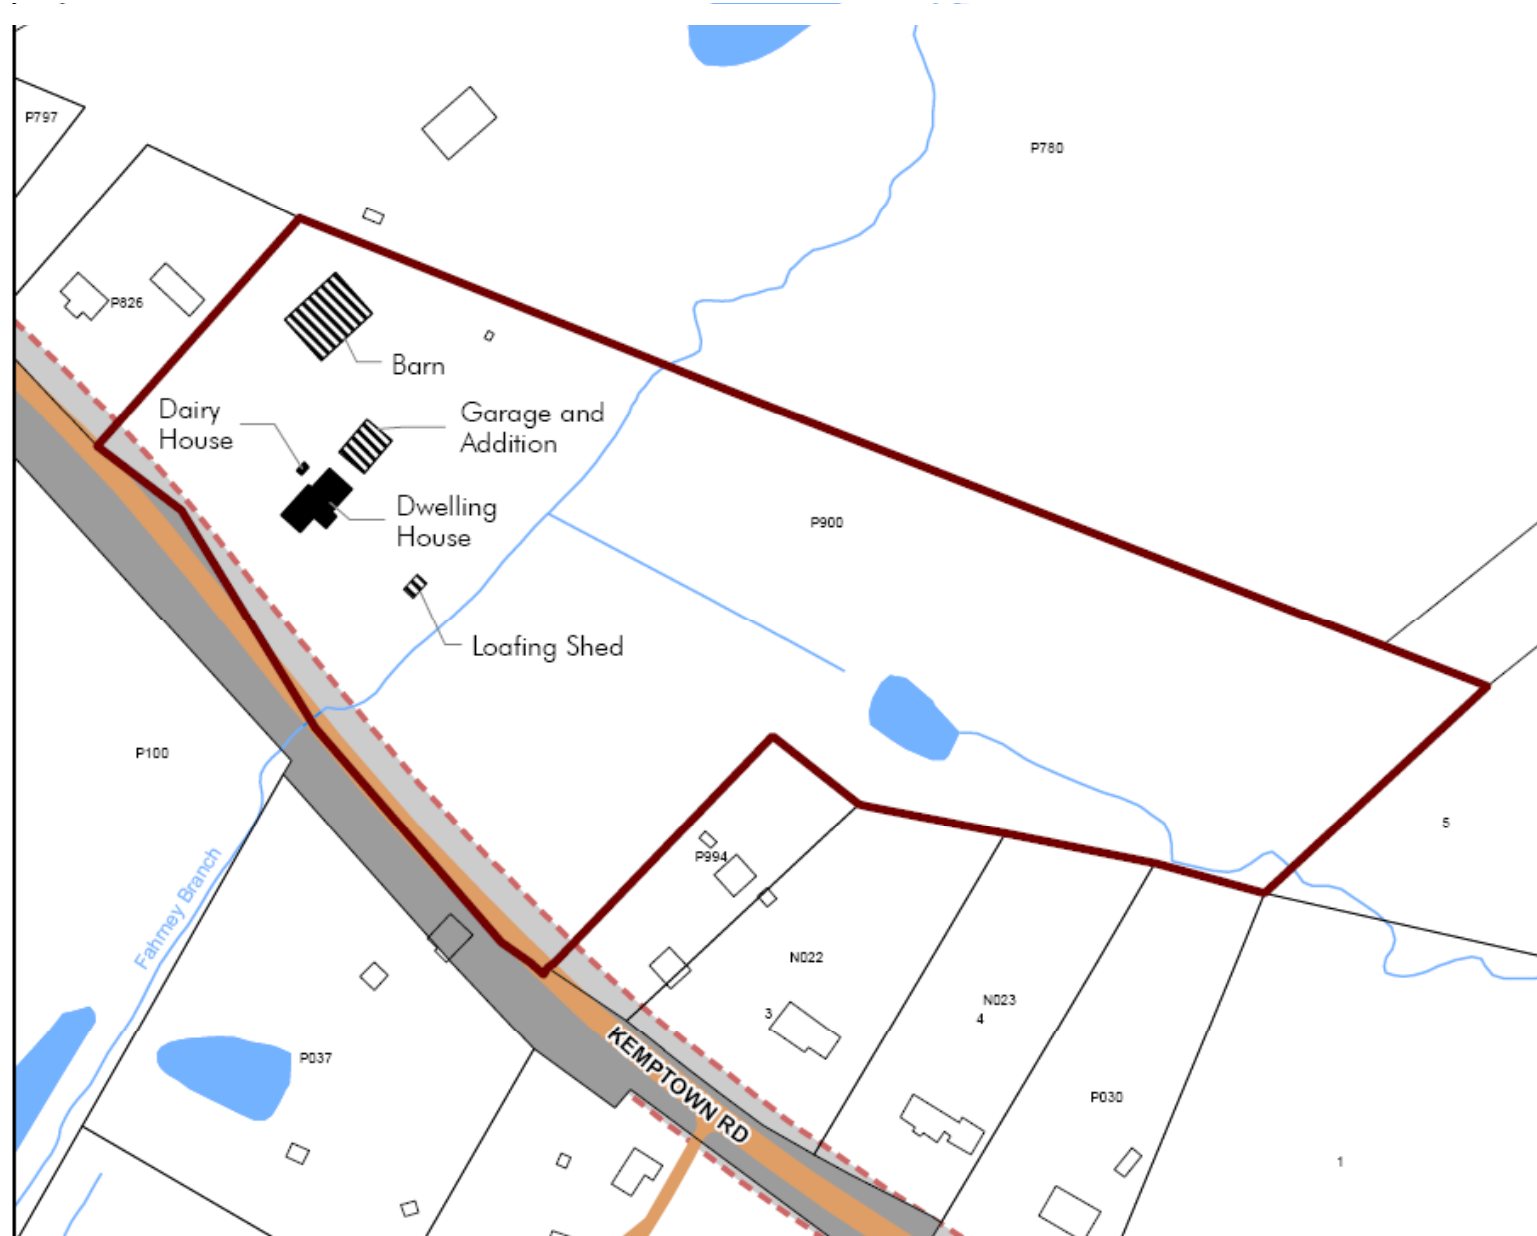 P797
P780
P826
Barn
Dairy
House
Garage and
Addition
Dwelling
House
P900
Loafing Shed
P100
5
P994
Fahrney Branch
N022
3
N023
4
KEMPTOWN RD
P037
P030
1